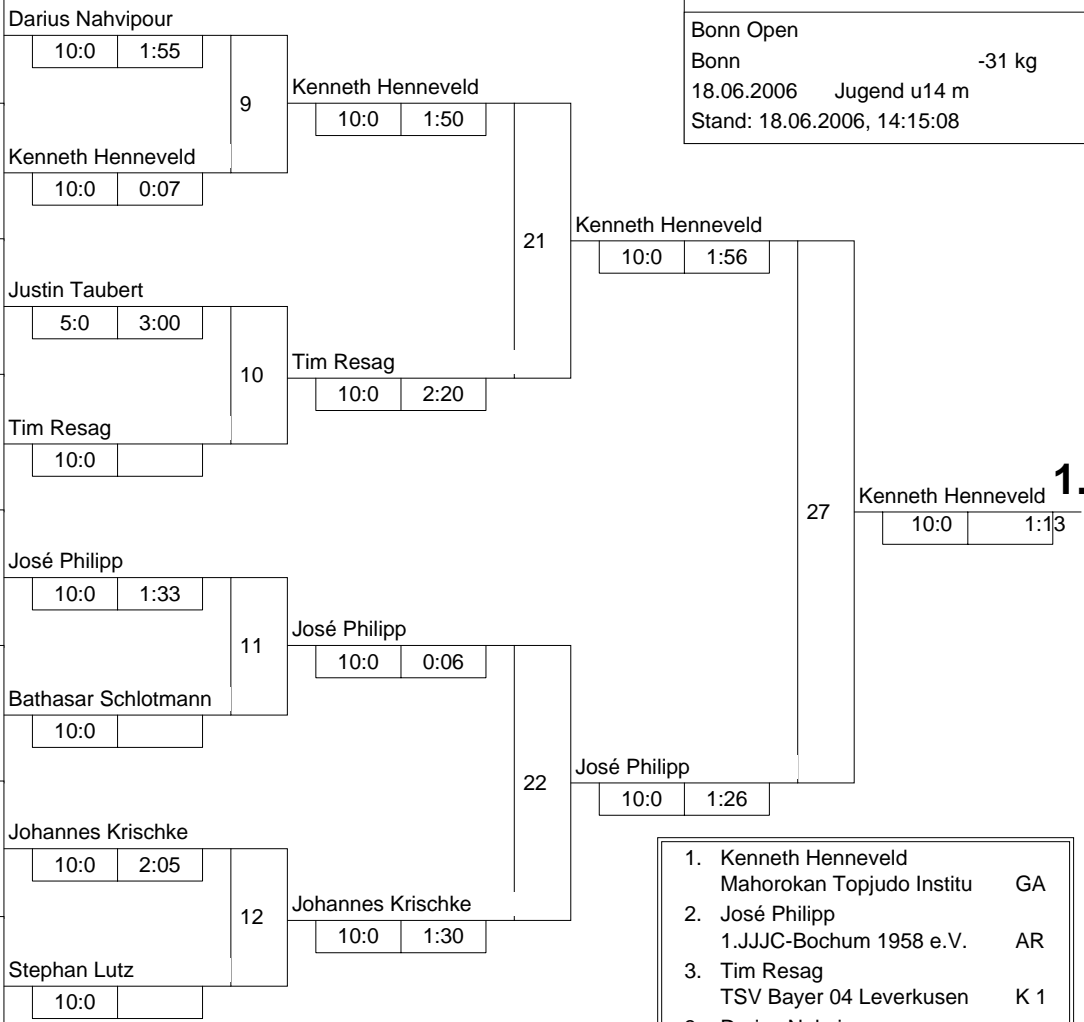 Darius Nahvipour
10:0 1:55
9
Kenneth Henneveld
10:0 0:07
Kenneth Henneveld
10:0 1:50
21
Justin Taubert
5:0 3:00
10
Tim Resag
10:0
Tim Resag
10:0 2:20
Kenneth Henneveld
10:0 1:56
27
José Philipp
10:0 1:33
11
Bathasar Schlotmann
10:0
José Philipp
10:0 0:06
22
Johannes Krischke
10:0 2:05
12
Stephan Lutz
10:0
Johannes Krischke
10:0 1:30
José Philipp
10:0 1:26
Kenneth Henneveld 1.
10:0 1:13
Bonn Open
Bonn -31 kg
18.06.2006 Jugend u14 m
Stand: 18.06.2006, 14:15:08
1. Kenneth Henneveld
Mahorokan Topjudo Institu GA
2. José Philipp
1.JJJC-Bochum 1958 e.V. AR
3. Tim Resag
TSV Bayer 04 Leverkusen K 1